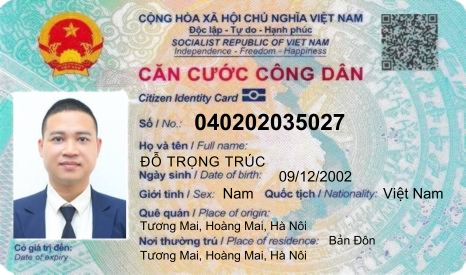 CỘNG HÒA XÃ HỘI CHỦ NGHĨA VIỆT NAM
Độc lập - Tự do - Hạnh phúc
SOCIALIST REPUBLIC OF VIET NAM
Independence - Freedom - Happiness
CĂN CƯỚC CÔNG DÂN
Citizen Identity Card
Số / No.: 040202035027
Họ và tên / Full name:
ĐỖ TRỌNG TRÚC
Ngày sinh / Date of birth: 09/12/2002
Giới tính / Sex: Nam Quốc tịch / Nationality: Việt Nam
Quê quán / Place of origin:
Tương Mai, Hoàng Mai, Hà Nôi
Nơi thường trú / Place of residence: Bản Đôn
Tương Mai, Hoàng Mai, Hà Nôi
Có giá trị đến:
Date of expiry